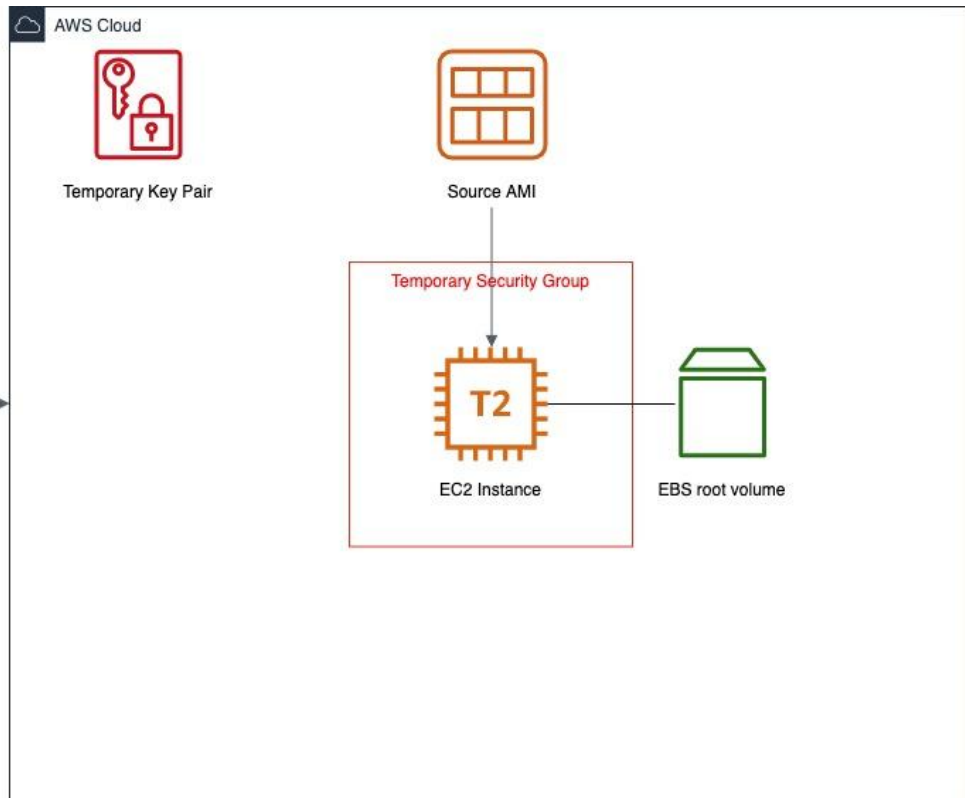 AWS Cloud
Temporary Key Pair
Source AMI
Temporary Security Group
T2
EC2 Instance
EBS root volume